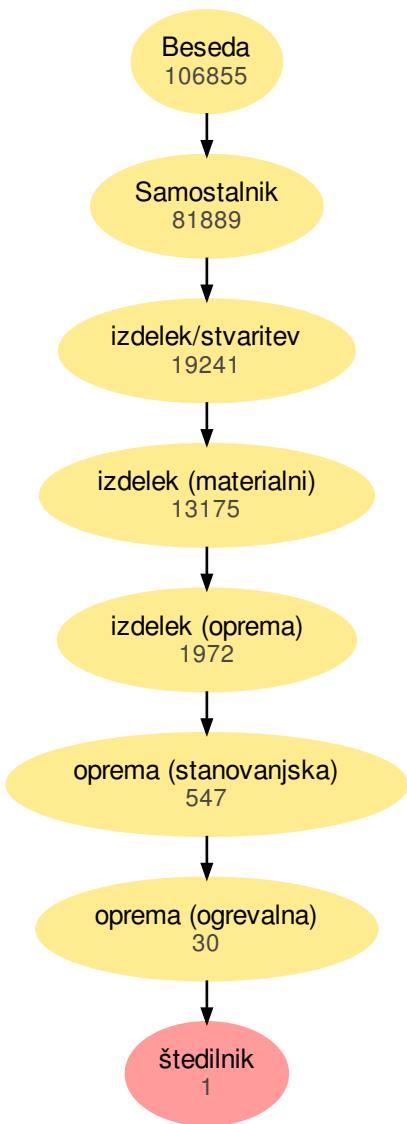 Beseda
106855
Samostalnik
81889
izdelek/stvaritev
19241
izdelek (materialni)
13175
izdelek (oprema)
1972
oprema (stanovanjska)
547
oprema (ogrevalna)
30
štedilnik
1